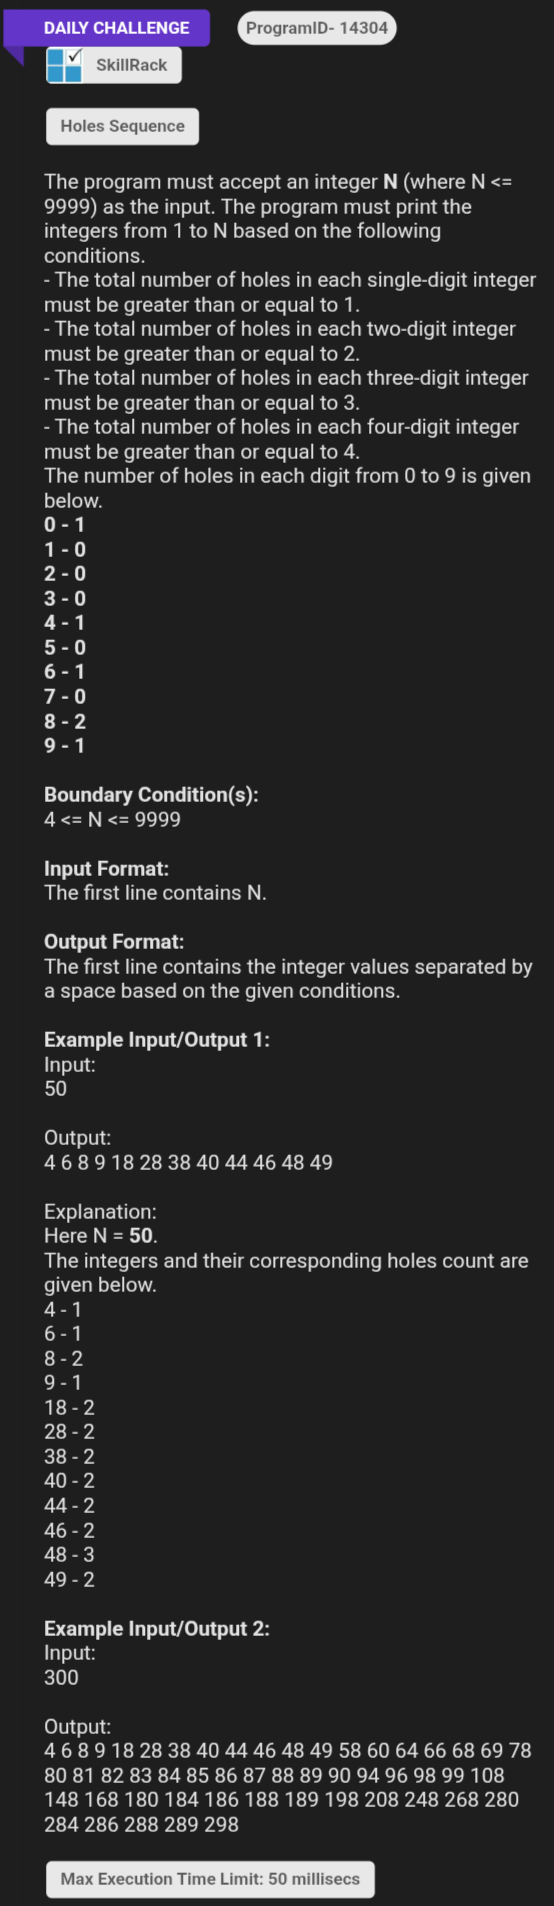 DAILY CHALLENGE
ProgramID- 14304
SkillRack
Holes Sequence
The program must accept an integer N (where N <=
9999) as the input. The program must print the
integers from 1 to N based on the following
conditions.
- The total number of holes in each single-digit integer
must be greater than or equal to 1.
- The total number of holes in each two-digit integer
must be greater than or equal to 2.
- The total number of holes in each three-digit integer
must be greater than or equal to 3.
- The total number of holes in each four-digit integer
must be greater than or equal to 4.
The number of holes in each digit from 0 to 9 is given
below.
0 - 1
1 - 0
2 - 0
3 - 0
4 - 1
5 - 0
6 - 1
7 - 0
8 - 2
9 - 1
Boundary Condition(s):
4 <= N <= 9999
Input Format:
The first line contains N.
Output Format:
The first line contains the integer values separated by
a space based on the given conditions.
Example Input/Output 1:
Input:
50
Output:
4 6 8 9 18 28 38 40 44 46 48 49
Explanation:
Here N = 50.
The integers and their corresponding holes count are
given below.
4 - 1
6 - 1
8 - 2
9 - 1
18 - 2
28 - 2
38 - 2
40 - 2
44 - 2
46 - 2
48 - 3
49 - 2
Example Input/Output 2:
Input:
300
Output:
4 6 8 9 18 28 38 40 44 46 48 49 58 60 64 66 68 69 78
80 81 82 83 84 85 86 87 88 89 90 94 96 98 99 108
148 168 180 184 186 188 189 198 208 248 268 280
284 286 288 289 298
Max Execution Time Limit: 50 millisecs